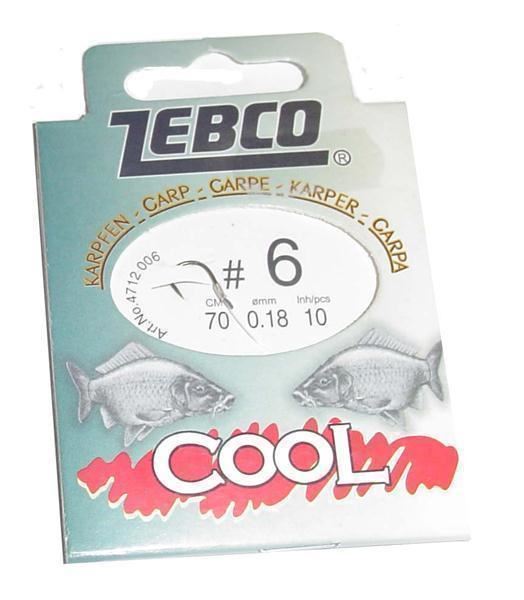 ZEBCO ®
KARPFEN - CARP - CARPE - KARPER - CARPA
Art.No.4712 006
# 6
CM ømm Inh/pcs
70 0.18 10
COOL